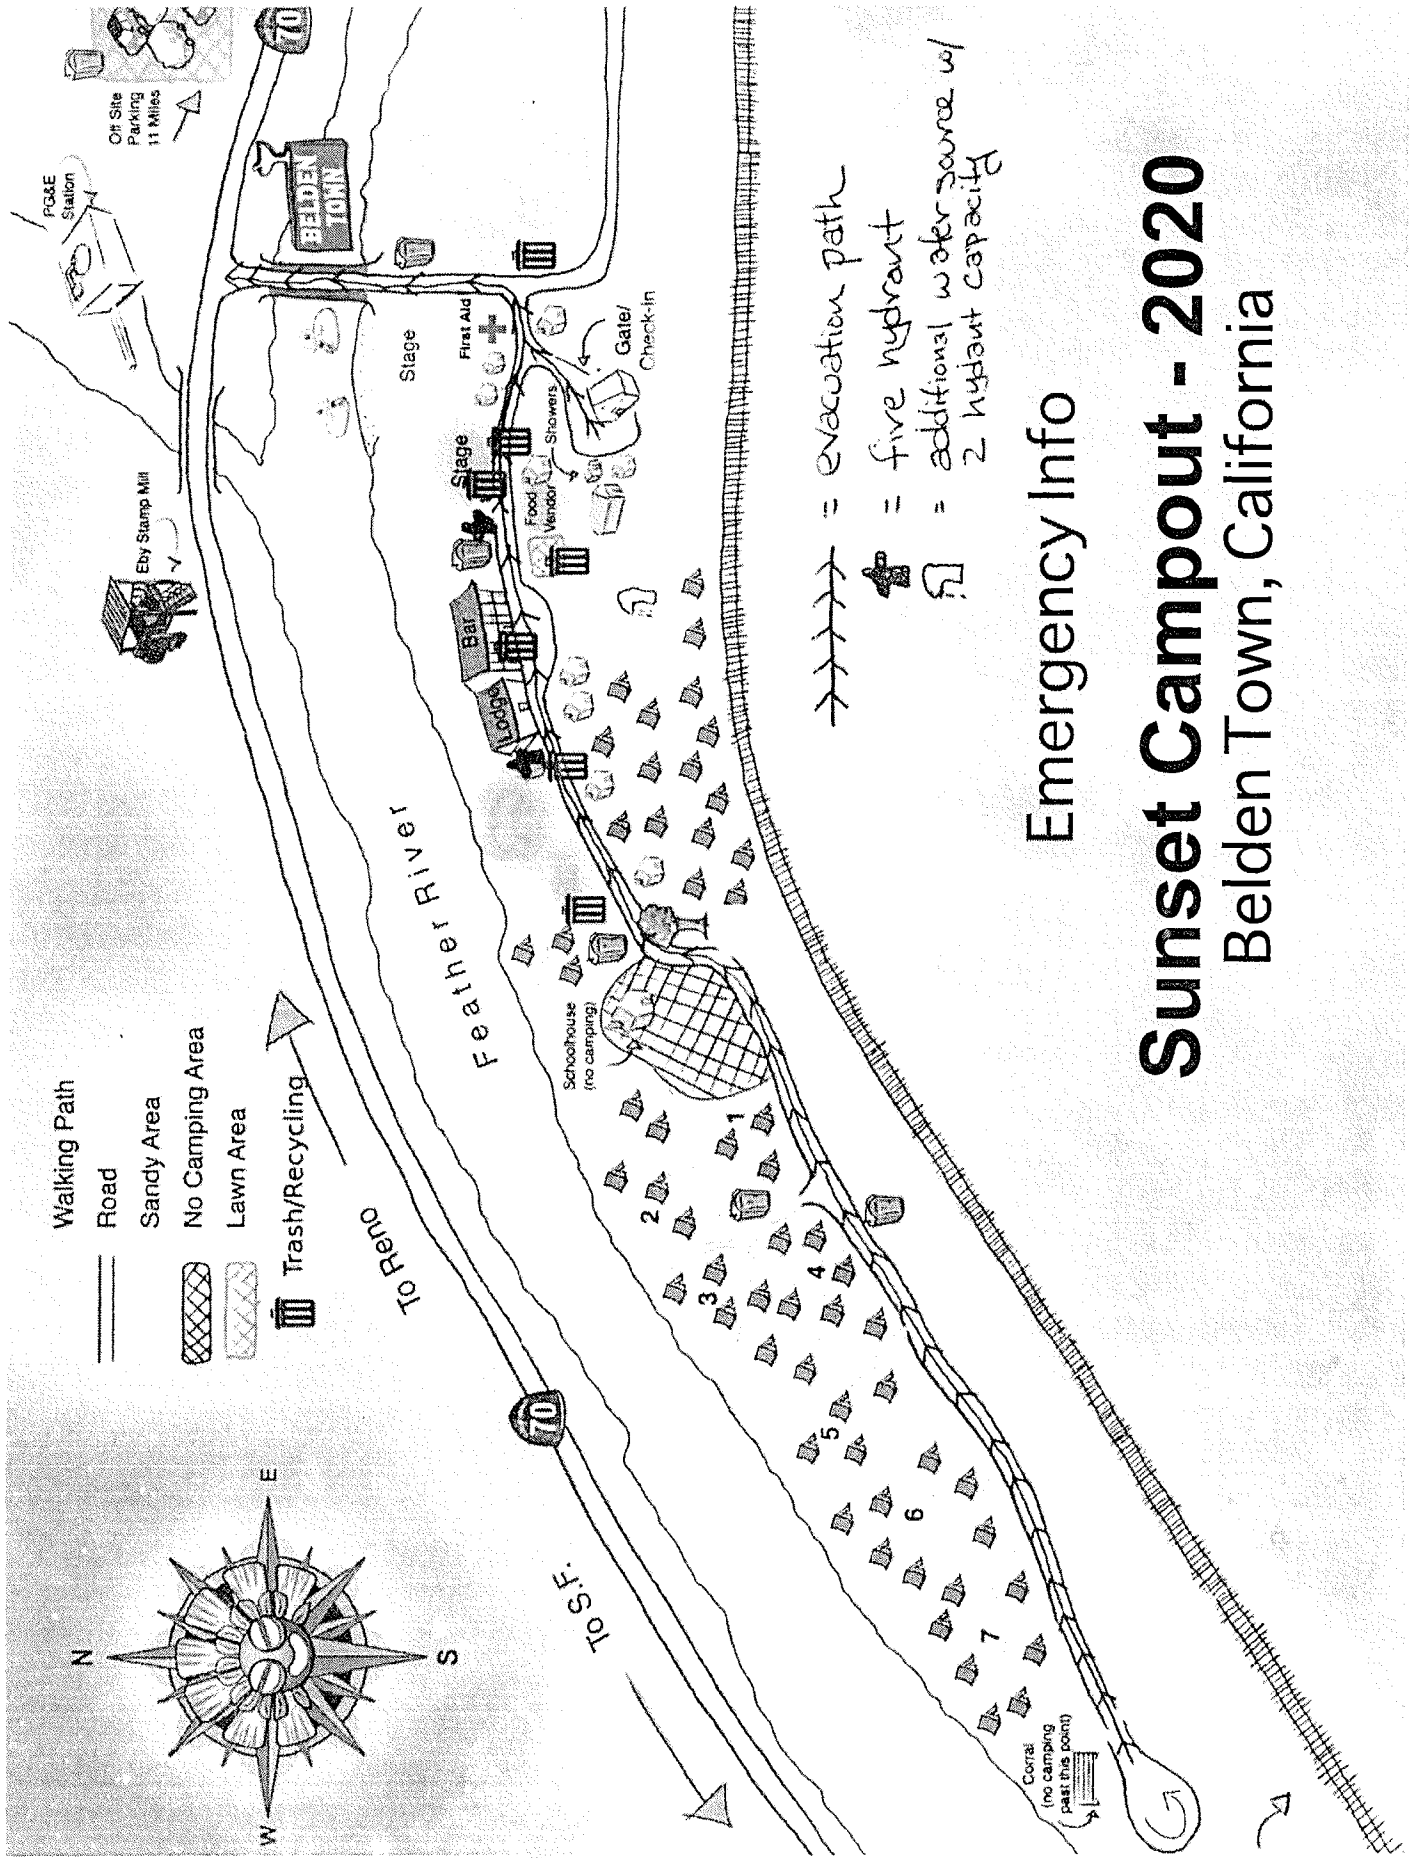 N
W
E
S
Walking Path
Road
Sandy Area
No Camping Area
Lawn Area
Trash/Recycling
To Reno
To S.F.
70
Eby Stamp Mill
PG&E
Station
Off Site
Parking
11 Miles
70
BELDEN
TOWN
Feather River
Stage
First Aid
Stage
Bar
Lodge
Food
Vendor
Showers
Gate/
Check-in
Schoolhouse
(no camping)
1
2
3
4
5
6
7
Corral
(no camping
past this point)
= evacuation path
= fire hydrant
= additional water source w/
2 hydant capacity
Emergency Info
Sunset Campout - 2020
Belden Town, California